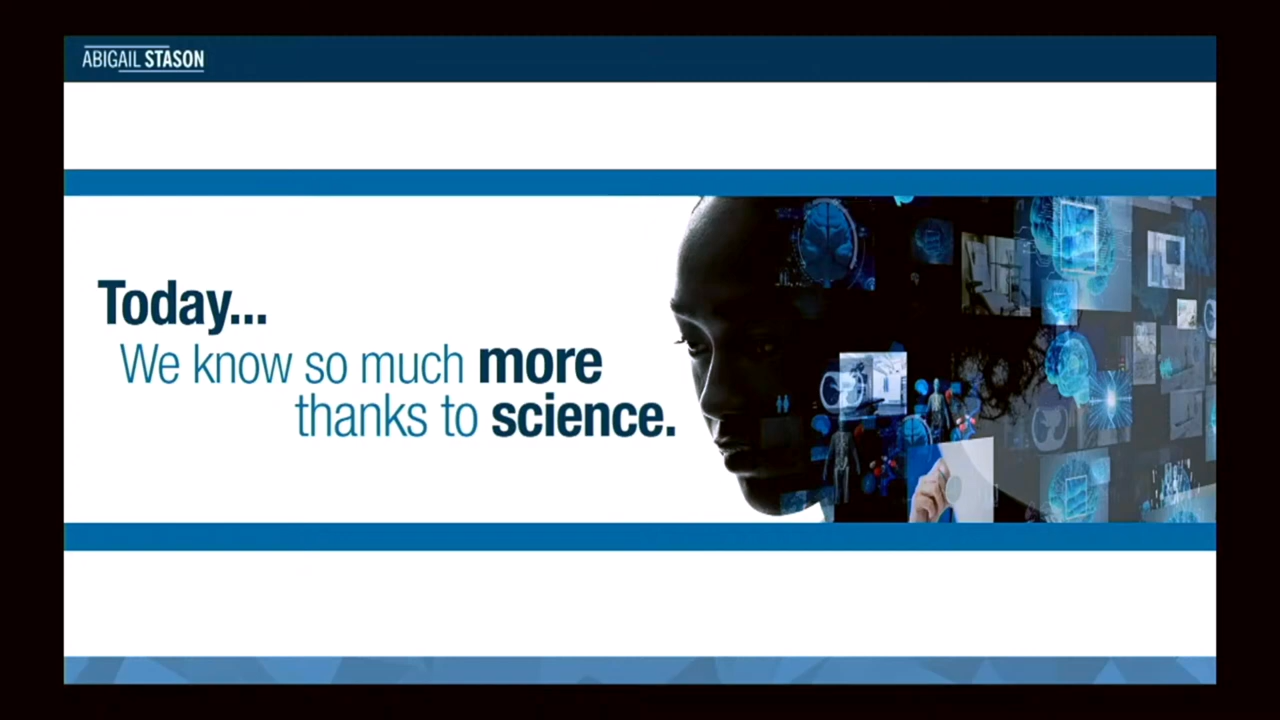 ABIGAIL STASON
Today...
We know so much more
thanks to science.